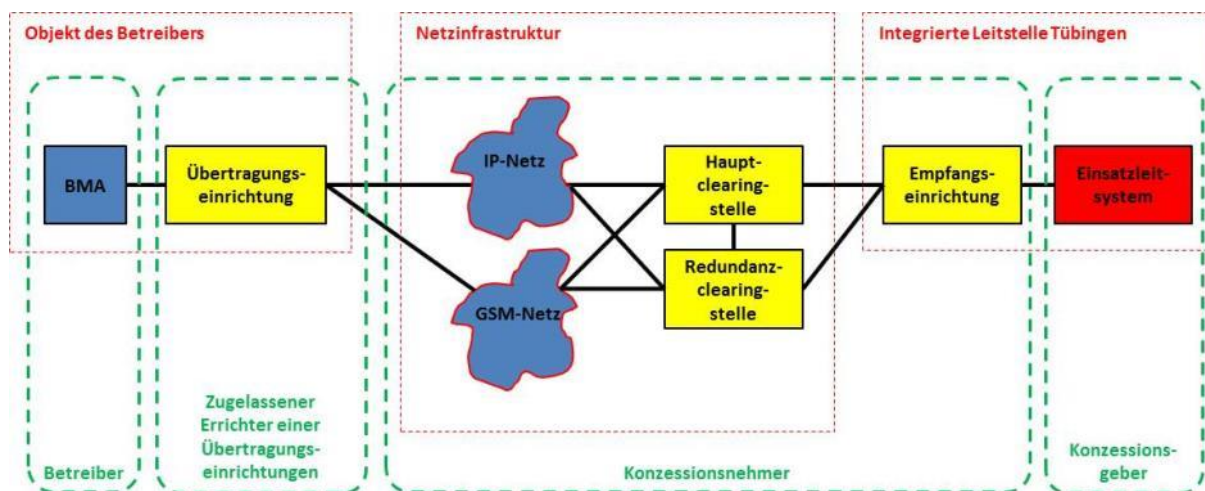 Objekt des Betreibers
Netzinfrastruktur
Integrierte Leitstelle Tübingen
BMA
Übertragungs-
einrichtung
IP-Netz
GSM-Netz
Haupt-
clearing-
stelle
Redundanz-
clearing-
stelle
Empfangs-
einrichtung
Einsatzleit-
system
Betreiber
Zugelassener
Errichter einer
Übertragungs-
einrichtungen
Konzessionsnehmer
Konzessions-
geber